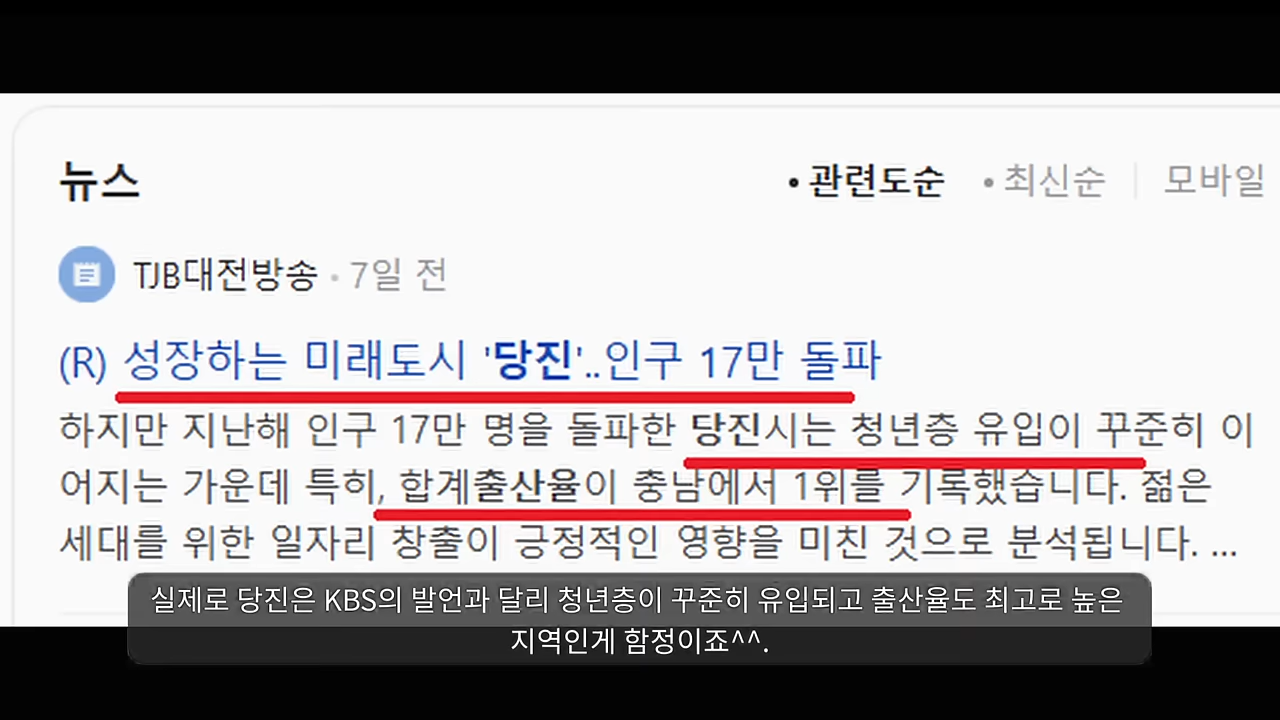 뉴스
• 관련도순 • 최신순 모바일
TJB대전방송 · 7일 전
(R) 성장하는 미래도시 '당진'..인구 17만 돌파
하지만 지난해 인구 17만 명을 돌파한 당진시는 청년층 유입이 꾸준히 이
어지는 가운데 특히, 합계출산율이 충남에서 1위를 기록했습니다. 젊은
세대를 위한 일자리 창출이 긍정적인 영향을 미친 것으로 분석됩니다. ...
실제로 당진은 KBS의 발언과 달리 청년층이 꾸준히 유입되고 출산율도 최고로 높은
지역인게 함정이죠^^.